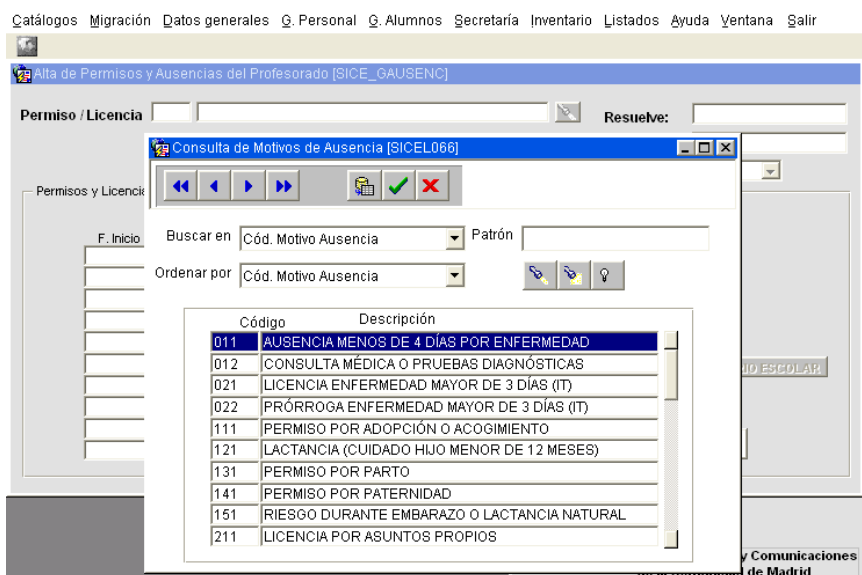 Catálogos Migración Datos generales G. Personal G. Alumnos Secretaría Inventario Listados Ayuda Ventana Salir
Alta de Permisos y Ausencias del Profesorado [SICE_GAUSENC]
Permiso / Licencia
Resuelve:
Consulta de Motivos de Ausencia [SICEL066]
Permisos y Licencia
F. Inicio
Buscar en Cód. Motivo Ausencia Patrón
Ordenar por Cód. Motivo Ausencia
Código Descripción
011 AUSENCIA MENOS DE 4 DÍAS POR ENFERMEDAD
012 CONSULTA MÉDICA O PRUEBAS DIAGNÓSTICAS
021 LICENCIA ENFERMEDAD MAYOR DE 3 DÍAS (IT)
022 PRÓRROGA ENFERMEDAD MAYOR DE 3 DÍAS (IT)
IO ESCOLAR
111 PERMISO POR ADOPCIÓN O ACOGIMIENTO
121 LACTANCIA (CUIDADO HIJO MENOR DE 12 MESES)
131 PERMISO POR PARTO
141 PERMISO POR PATERNIDAD
151 RIESGO DURANTE EMBARAZO O LACTANCIA NATURAL
211 LICENCIA POR ASUNTOS PROPIOS
y Comunicaciones
de Madrid